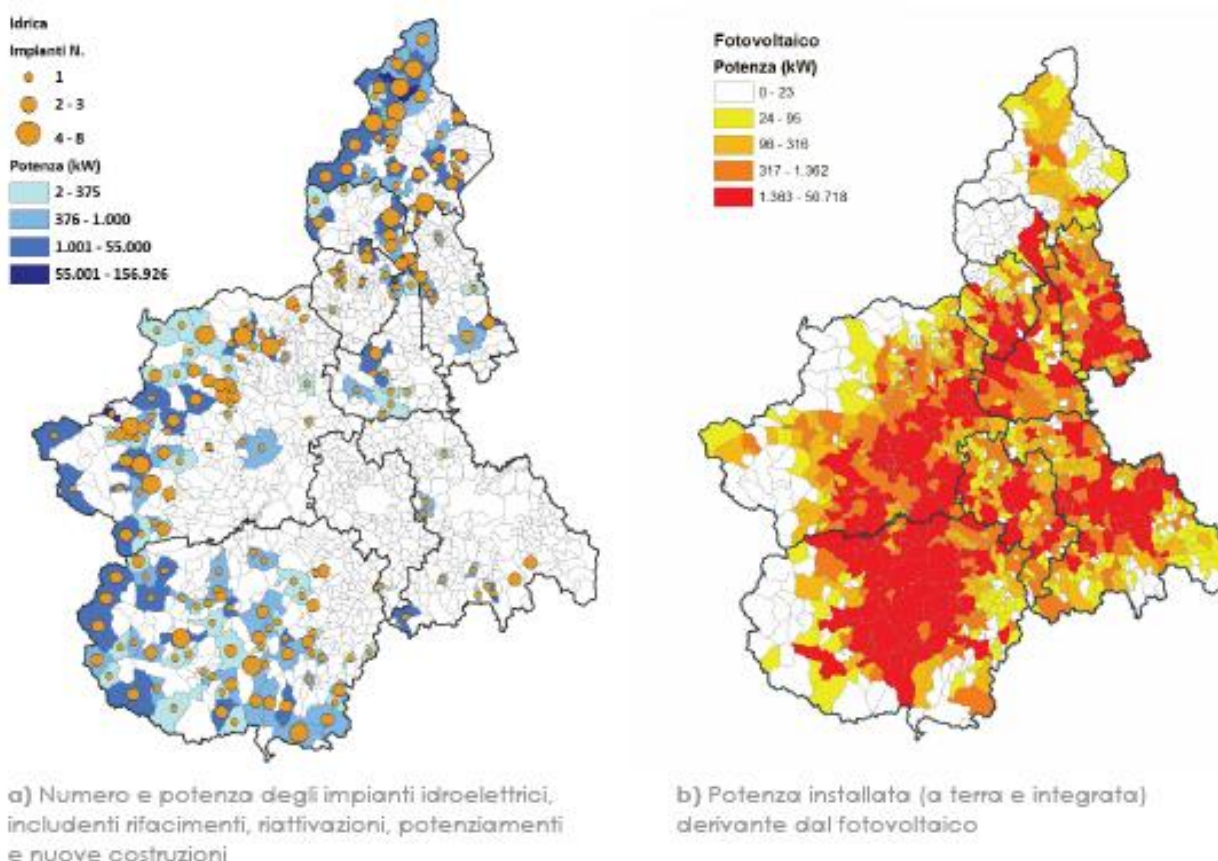 Idrica
Impianti N.
1
2 - 3
4 - 8
Potenza (kW)
2 - 375
376 - 1.000
1.001 - 55.000
55.001 - 156.926
Fotovoltaico
Potenza (kW)
0 - 23
24 - 95
96 - 316
317 - 1.362
1.363 - 50.718
a) Numero e potenza degli impianti idroelettrici,
includenti rifacimenti, riattivazioni, potenziamenti
e nuove costruzioni
b) Potenza installata (a terra e integrata)
derivante dal fotovoltaico